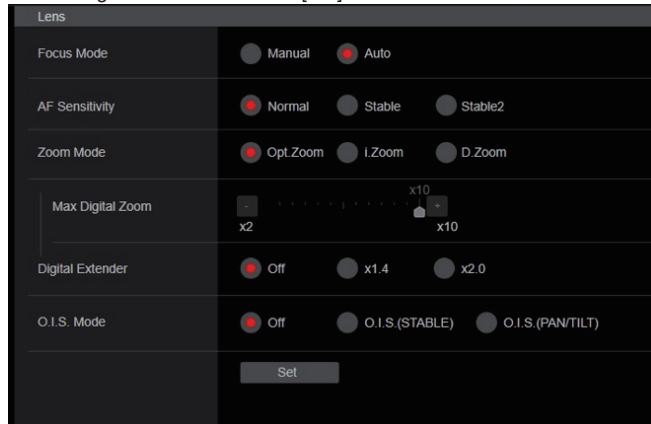 Lens
Focus Mode Manual Auto
AF Sensitivity Normal Stable Stable2
Zoom Mode Opt.Zoom i.Zoom D.Zoom
x10
Max Digital Zoom - +
x2 x10
Digital Extender Off x1.4 x2.0
O.I.S. Mode Off O.I.S.(STABLE) O.I.S.(PAN/TILT)
Set